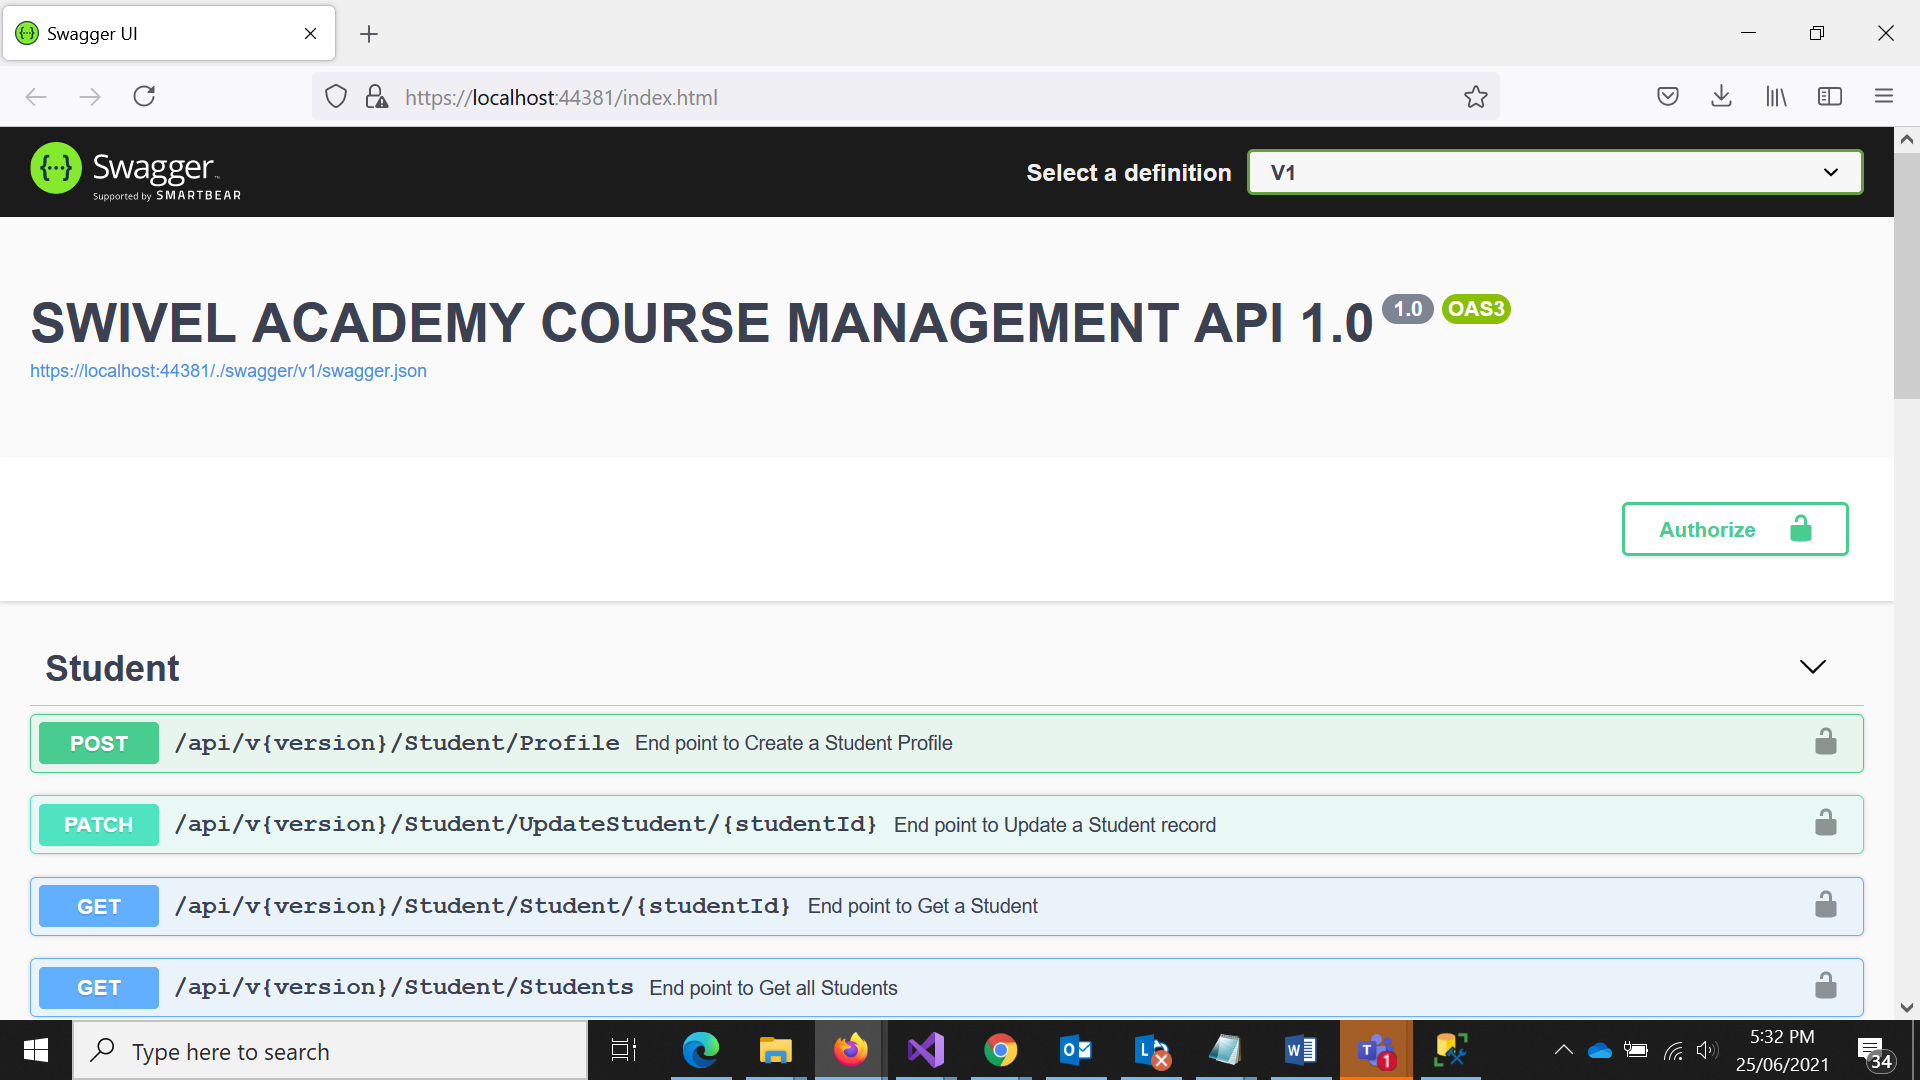 Swagger UI
https://localhost:44381/index.html
{...} Swagger™
Supported by SMARTBEAR
Select a definition V1
SWIVEL ACADEMY COURSE MANAGEMENT API 1.0 1.0 OAS3
https://localhost:44381/./swagger/v1/swagger.json
Authorize
Student
POST /api/v{version}/Student/Profile End point to Create a Student Profile
PATCH /api/v{version}/Student/UpdateStudent/{studentId} End point to Update a Student record
GET /api/v{version}/Student/Student/{studentId} End point to Get a Student
GET /api/v{version}/Student/Students End point to Get all Students
Type here to search
1
5:32 PM
25/06/2021
34